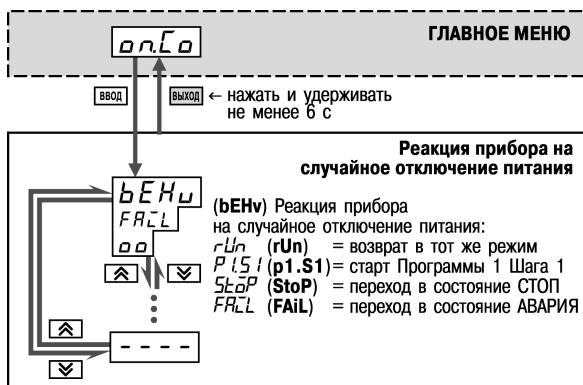 ГЛАВНОЕ МЕНЮ
on.Co
ввод
выход ← нажать и удерживать
не менее 6 с
Реакция прибора на
случайное отключение питания
bEHv
FAiL
oo
(bEHv) Реакция прибора
на случайное отключение питания:
rUn (rUn) = возврат в тот же режим
P1.S1 (p1.S1) = старт Программы 1 Шага 1
StoP (StoP) = переход в состояние СТОП
FAiL (FAiL) = переход в состояние АВАРИЯ
- - - -